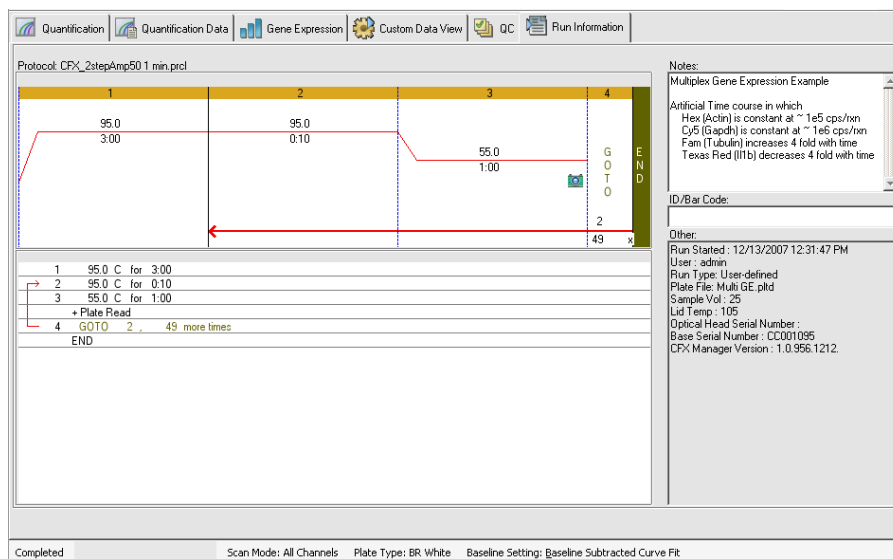 Quantification
Quantification Data
Gene Expression
Custom Data View
QC
Run Information
Protocol: CFX_2stepAmp50 1 min.prcl
1 2 3 4
95.0 95.0
3:00 0:10
55.0
1:00
GOTO
END
2
49 x
1 95.0 C for 3:00
2 95.0 C for 0:10
3 55.0 C for 1:00
+ Plate Read
4 GOTO 2 , 49 more times
END
Notes:
Multiplex Gene Expression Example
Artificial Time course in which
Hex (Actin) is constant at ~ 1e5 cps/rxn
Cy5 (Gapdh) is constant at ~ 1e6 cps/rxn
Fam (Tubulin) increases 4 fold with time
Texas Red (Il1b) decreases 4 fold with time
ID/Bar Code:
Other:
Run Started : 12/13/2007 12:31:47 PM
User : admin
Run Type: User-defined
Plate File: Multi GE.pltd
Sample Vol : 25
Lid Temp : 105
Optical Head Serial Number :
Base Serial Number : CC001095
CFX Manager Version : 1.0.956.1212.
Completed
Scan Mode: All Channels
Plate Type: BR White
Baseline Setting: Baseline Subtracted Curve Fit